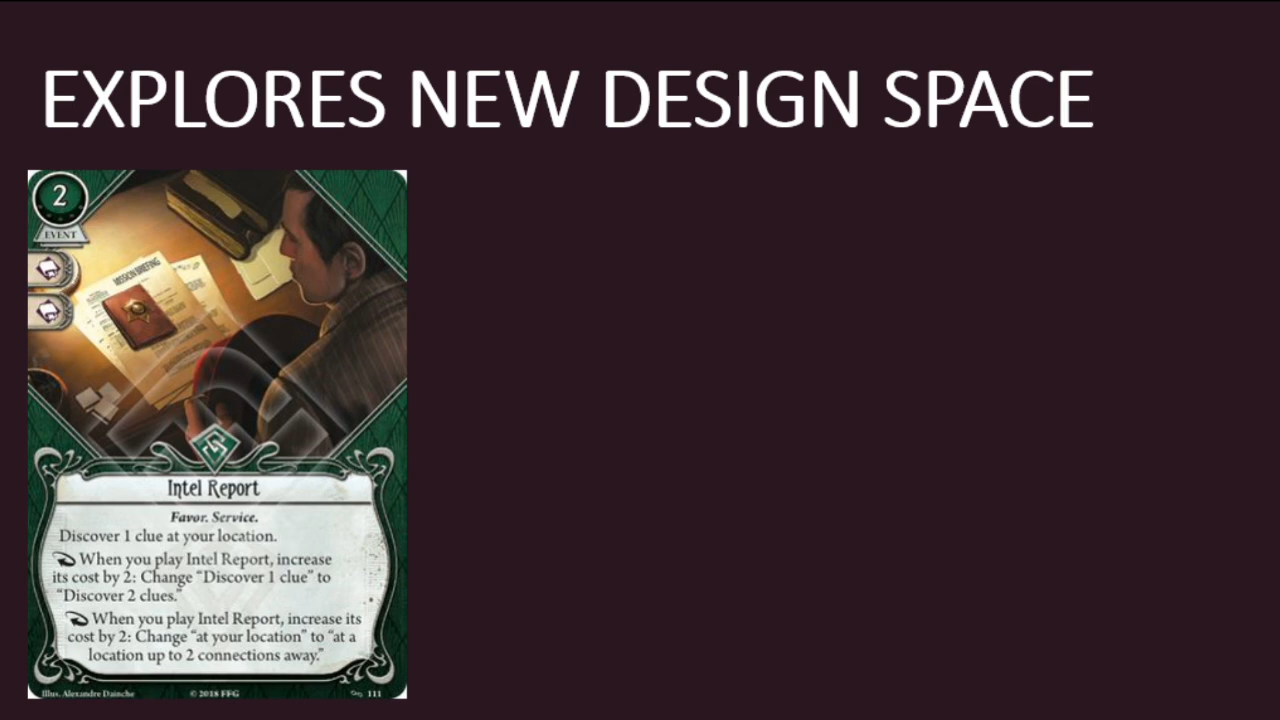 EXPLORES NEW DESIGN SPACE
2
EVENT
MISSION BRIEFING
Intel Report
Favor. Service.
Discover 1 clue at your location.
When you play Intel Report, increase
its cost by 2: Change “Discover 1 clue” to
“Discover 2 clues.”
When you play Intel Report, increase its
cost by 2: Change “at your location” to “at a
location up to 2 connections away.”
Illus. Alexandre Dainche © 2018 FFG 111